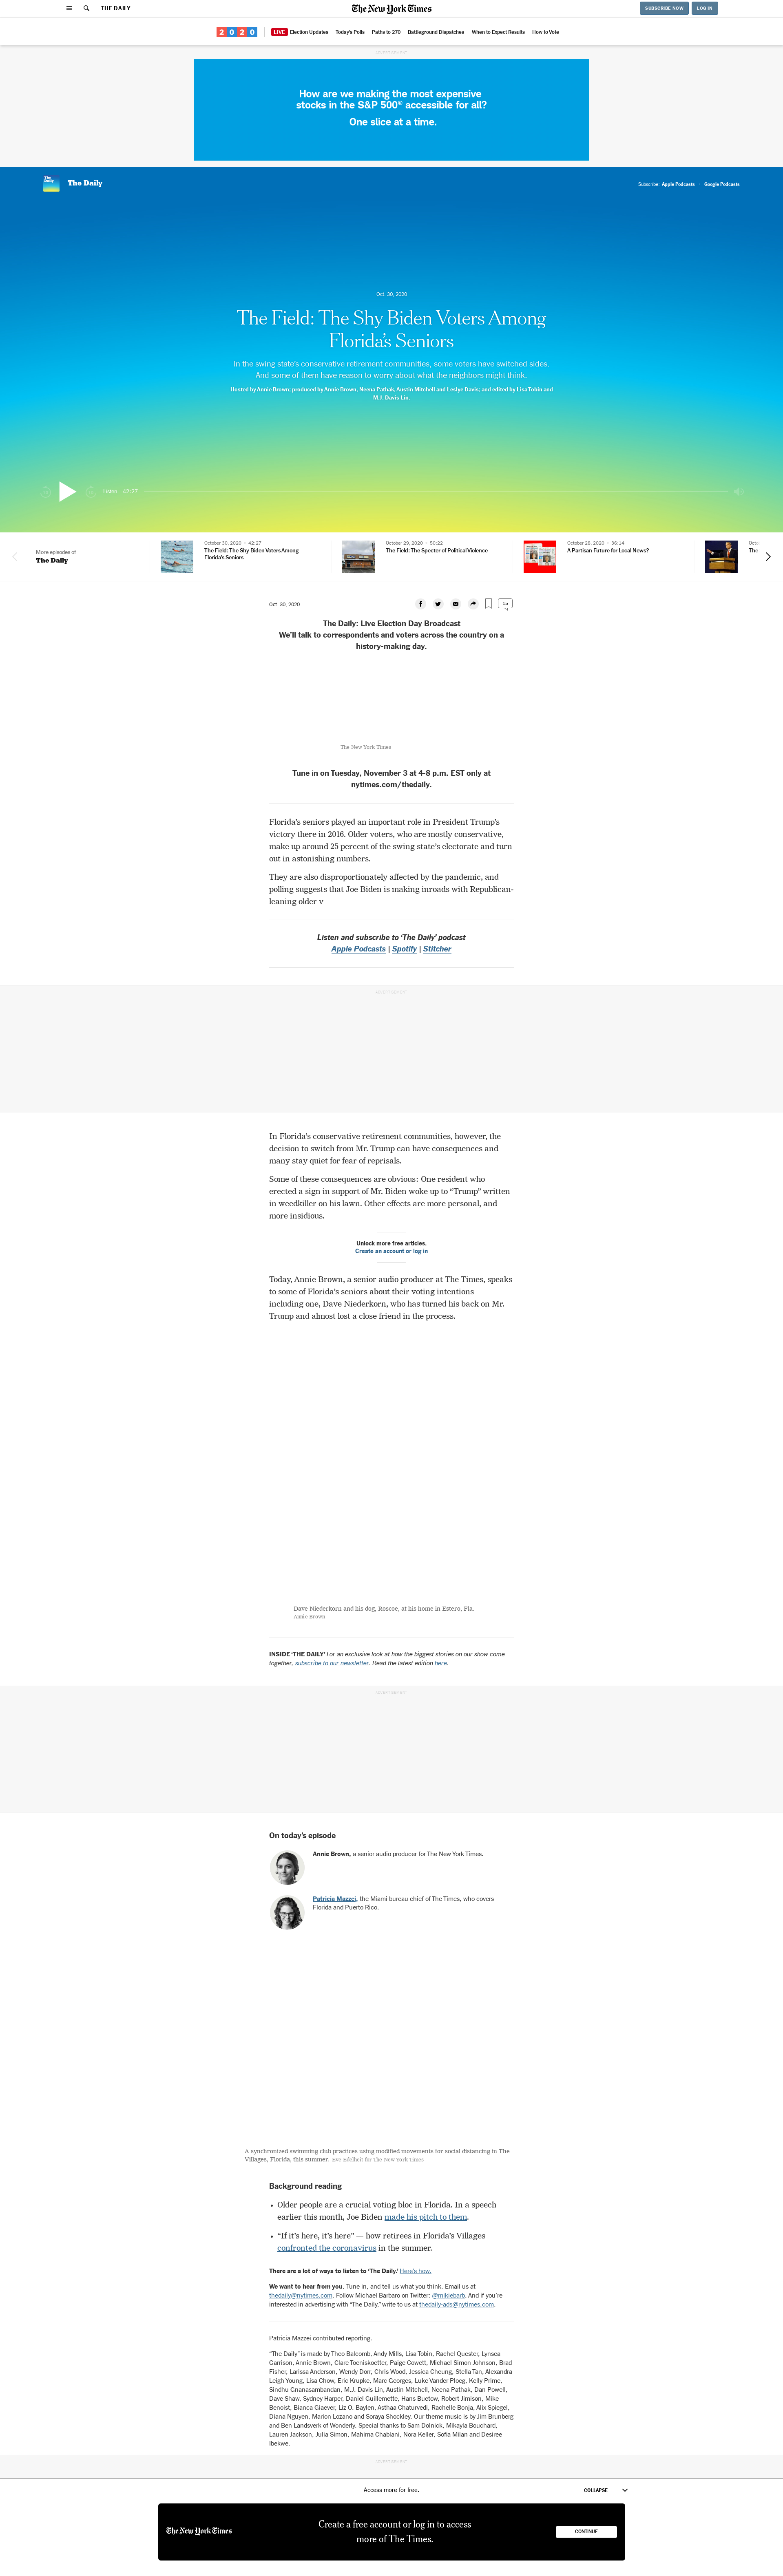 THE DAILY
The New York Times
SUBSCRIBE NOW
LOG IN
2020
LIVE Election Updates
Today's Polls
Paths to 270
Battleground Dispatches
When to Expect Results
How to Vote
ADVERTISEMENT
How are we making the most expensive
stocks in the S&P 500® accessible for all?
One slice at a time.
The Daily
Subscribe:
Apple Podcasts
Google Podcasts
Oct. 30, 2020
The Field: The Shy Biden Voters Among
Florida's Seniors
In the swing state's conservative retirement communities, some voters have switched sides.
And some of them have reason to worry about what the neighbors might think.
Hosted by Annie Brown; produced by Annie Brown, Neena Pathak, Austin Mitchell and Leslye Davis; and edited by Lisa Tobin and
M.J. Davis Lin.
Listen 42:27
More episodes of
The Daily
October 30, 2020 · 42:27
The Field: The Shy Biden Voters Among
Florida's Seniors
October 29, 2020 · 50:22
The Field: The Specter of Political Violence
October 28, 2020 · 36:14
A Partisan Future for Local News?
Oct. 30, 2020
15
The Daily: Live Election Day Broadcast
We'll talk to correspondents and voters across the country on a
history-making day.
The New York Times
Tune in on Tuesday, November 3 at 4-8 p.m. EST only at
nytimes.com/thedaily.
Florida's seniors played an important role in President Trump's
victory there in 2016. Older voters, who are mostly conservative,
make up around 25 percent of the swing state's electorate and turn
out in astonishing numbers.
They are also disproportionately affected by the pandemic, and
polling suggests that Joe Biden is making inroads with Republican-
leaning older v
Listen and subscribe to 'The Daily' podcast
Apple Podcasts | Spotify | Stitcher
ADVERTISEMENT
In Florida's conservative retirement communities, however, the
decision to switch from Mr. Trump can have consequences and
many stay quiet for fear of reprisals.
Some of these consequences are obvious: One resident who
erected a sign in support of Mr. Biden woke up to “Trump” written
in weedkiller on his lawn. Other effects are more personal, and
more insidious.
Unlock more free articles.
Create an account or log in
Today, Annie Brown, a senior audio producer at The Times, speaks
to some of Florida's seniors about their voting intentions —
including one, Dave Niederkorn, who has turned his back on Mr.
Trump and almost lost a close friend in the process.
Dave Niederkorn and his dog, Roscoe, at his home in Estero, Fla.
Annie Brown
INSIDE 'THE DAILY' For an exclusive look at how the biggest stories on our show come
together, subscribe to our newsletter. Read the latest edition here.
ADVERTISEMENT
On today's episode
Annie Brown, a senior audio producer for The New York Times.
Patricia Mazzei, the Miami bureau chief of The Times, who covers
Florida and Puerto Rico.
A synchronized swimming club practices using modified movements for social distancing in The
Villages, Florida, this summer. Eve Edelheit for The New York Times
Background reading
• Older people are a crucial voting bloc in Florida. In a speech
earlier this month, Joe Biden made his pitch to them.
• “If it's here, it's here” — how retirees in Florida's Villages
confronted the coronavirus in the summer.
There are a lot of ways to listen to 'The Daily.' Here's how.
We want to hear from you. Tune in, and tell us what you think. Email us at
thedaily@nytimes.com. Follow Michael Barbaro on Twitter: @mikiebarb. And if you're
interested in advertising with “The Daily,” write to us at thedaily-ads@nytimes.com.
Patricia Mazzei contributed reporting.
“The Daily” is made by Theo Balcomb, Andy Mills, Lisa Tobin, Rachel Quester, Lynsea
Garrison, Annie Brown, Clare Toeniskoetter, Paige Cowett, Michael Simon Johnson, Brad
Fisher, Larissa Anderson, Wendy Dorr, Chris Wood, Jessica Cheung, Stella Tan, Alexandra
Leigh Young, Lisa Chow, Eric Krupke, Marc Georges, Luke Vander Ploeg, Kelly Prime,
Sindhu Gnanasambandan, M.J. Davis Lin, Austin Mitchell, Neena Pathak, Dan Powell,
Dave Shaw, Sydney Harper, Daniel Guillemette, Hans Buetow, Robert Jimison, Mike
Benoist, Bianca Giaever, Liz O. Baylen, Asthaa Chaturvedi, Rachelle Bonja, Alix Spiegel,
Diana Nguyen, Marion Lozano and Soraya Shockley. Our theme music is by Jim Brunberg
and Ben Landsverk of Wonderly. Special thanks to Sam Dolnick, Mikayla Bouchard,
Lauren Jackson, Julia Simon, Mahima Chablani, Nora Keller, Sofia Milan and Desiree
Ibekwe.
ADVERTISEMENT
Access more for free.
COLLAPSE
The New York Times
Create a free account or log in to access
more of The Times.
CONTINUE